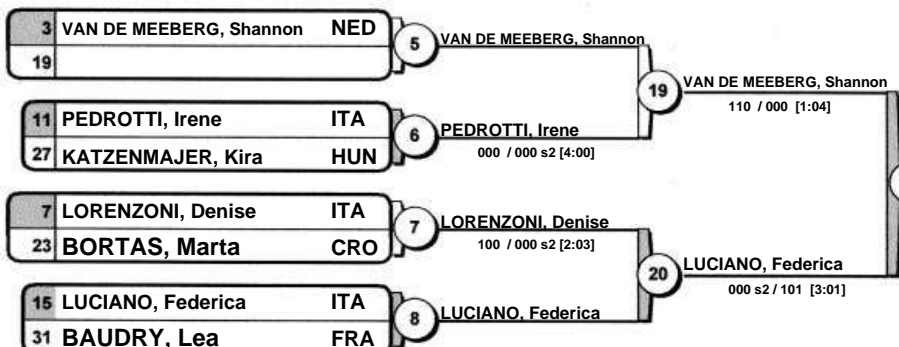 3 VAN DE MEEBERG, Shannon NED
19
5
VAN DE MEEBERG, Shannon
11 PEDROTTI, Irene ITA
27 KATZENMAJER, Kira HUN
6
PEDROTTI, Irene
000 / 000 s2 [4:00]
19
VAN DE MEEBERG, Shannon
110 / 000 [1:04]
7 LORENZONI, Denise ITA
23 BORTAS, Marta CRO
7
LORENZONI, Denise
100 / 000 s2 [2:03]
15 LUCIANO, Federica ITA
31 BAUDRY, Lea FRA
8
LUCIANO, Federica
20
LUCIANO, Federica
000 s2 / 101 [3:01]